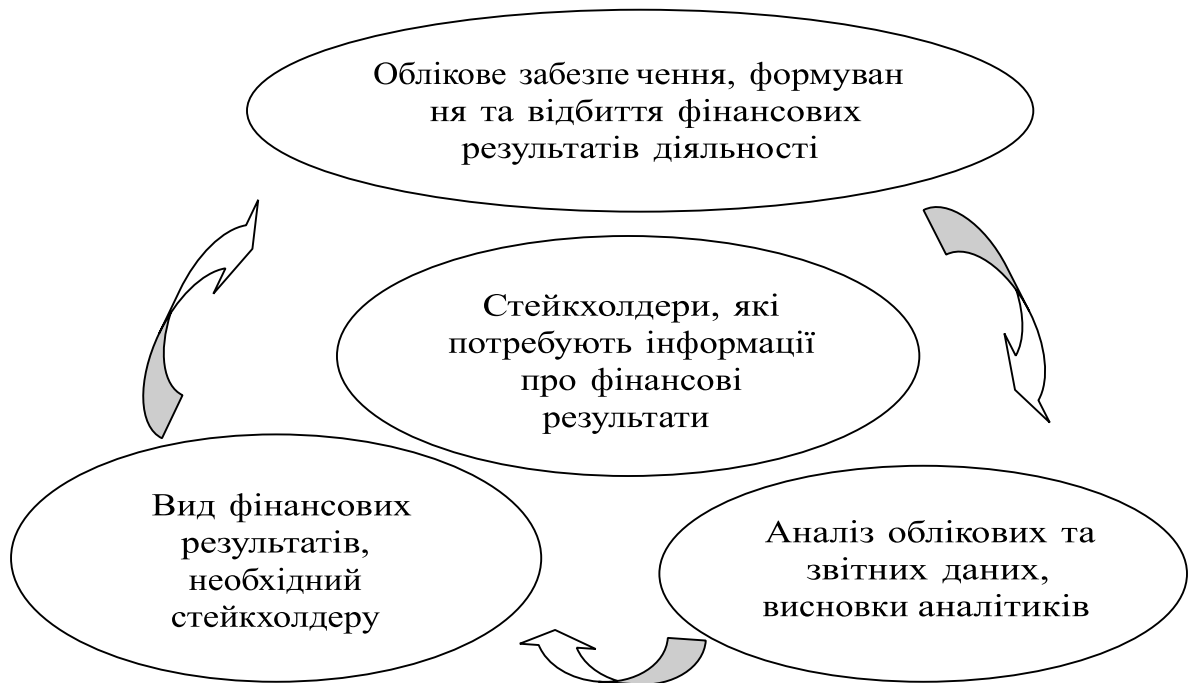 Облікове забезпе чення, формуван
ня та відбиття фінансових
результатів діяльності
Стейкхолдери, які
потребують інформації
про фінансові
результати
Вид фінансових
результатів,
необхідний
стейкхолдеру
Аналіз облікових та
звітних даних,
висновки аналітиків